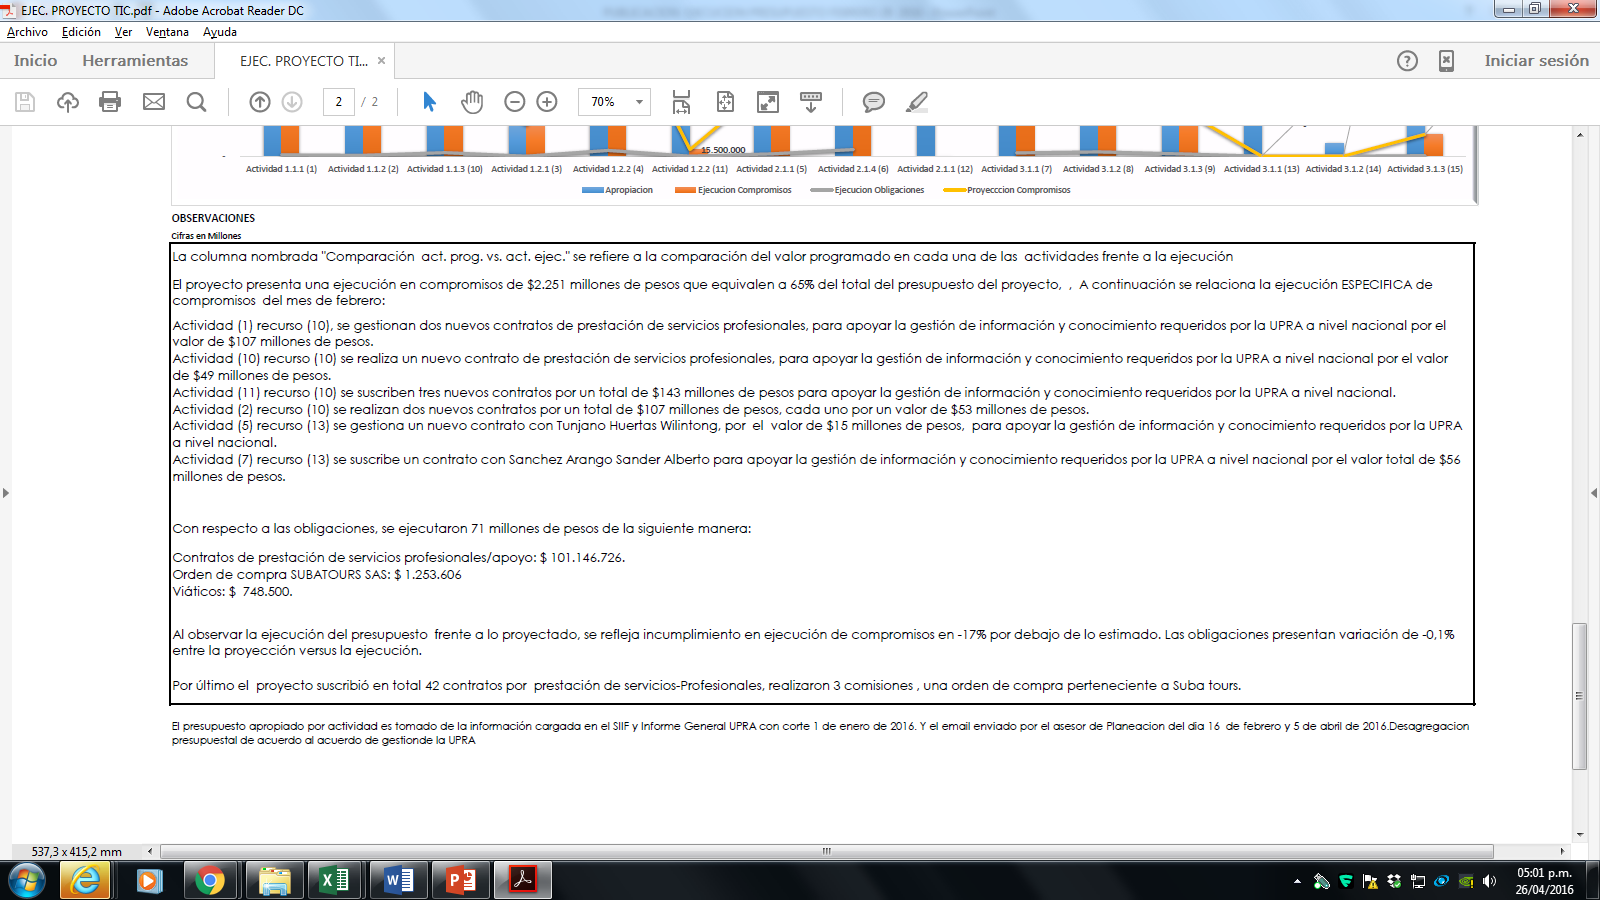 EJEC. PROYECTO TIC.pdf - Adobe Acrobat Reader DC
Archivo Edición Ver Ventana Ayuda
Inicio Herramientas EJEC. PROYECTO TI... × Iniciar sesión
2 / 2 70%
15.500.000
-
Actividad 1.1.1 (1) Actividad 1.1.2 (2) Actividad 1.1.3 (10) Actividad 1.2.1 (3) Actividad 1.2.2 (4) Actividad 1.2.2 (11) Actividad 2.1.1 (5) Actividad 2.1.4 (6) Actividad 2.1.1 (12) Actividad 3.1.1 (7) Actividad 3.1.2 (8) Actividad 3.1.3 (9) Actividad 3.1.1 (13) Actividad 3.1.2 (14) Actividad 3.1.3 (15)
Apropiacion Ejecucion Compromisos Ejecucion Obligaciones Proyecccion Compromisos
OBSERVACIONES
Cifras en Millones
La columna nombrada "Comparación act. prog. vs. act. ejec." se refiere a la comparación del valor programado en cada una de las actividades frente a la ejecución
El proyecto presenta una ejecución en compromisos de $2.251 millones de pesos que equivalen a 65% del total del presupuesto del proyecto, , A continuación se relaciona la ejecución ESPECIFICA de
compromisos del mes de febrero:
Actividad (1) recurso (10), se gestionan dos nuevos contratos de prestación de servicios profesionales, para apoyar la gestión de información y conocimiento requeridos por la UPRA a nivel nacional por el
valor de $107 millones de pesos.
Actividad (10) recurso (10) se realiza un nuevo contrato de prestación de servicios profesionales, para apoyar la gestión de información y conocimiento requeridos por la UPRA a nivel nacional por el valor
de $49 millones de pesos.
Actividad (11) recurso (10) se suscriben tres nuevos contratos por un total de $143 millones de pesos para apoyar la gestión de información y conocimiento requeridos por la UPRA a nivel nacional.
Actividad (2) recurso (10) se realizan dos nuevos contratos por un total de $107 millones de pesos, cada uno por un valor de $53 millones de pesos.
Actividad (5) recurso (13) se gestiona un nuevo contrato con Tunjano Huertas Wilintong, por el valor de $15 millones de pesos, para apoyar la gestión de información y conocimiento requeridos por la UPRA
a nivel nacional.
Actividad (7) recurso (13) se suscribe un contrato con Sanchez Arango Sander Alberto para apoyar la gestión de información y conocimiento requeridos por la UPRA a nivel nacional por el valor total de $56
millones de pesos.
Con respecto a las obligaciones, se ejecutaron 71 millones de pesos de la siguiente manera:
Contratos de prestación de servicios profesionales/apoyo: $ 101.146.726.
Orden de compra SUBATOURS SAS: $ 1.253.606
Viáticos: $ 748.500.
Al observar la ejecución del presupuesto frente a lo proyectado, se refleja incumplimiento en ejecución de compromisos en -17% por debajo de lo estimado. Las obligaciones presentan variación de -0,1%
entre la proyección versus la ejecución.
Por último el proyecto suscribió en total 42 contratos por prestación de servicios-Profesionales, realizaron 3 comisiones , una orden de compra perteneciente a Suba tours.
El presupuesto apropiado por actividad es tomado de la información cargada en el SIIF y Informe General UPRA con corte 1 de enero de 2016. Y el email enviado por el asesor de Planeacion del dia 16 de febrero y 5 de abril de 2016.Desagregacion
presupuestal de acuerdo al acuerdo de gestionde la UPRA
537,3 x 415,2 mm
05:01 p.m.
26/04/2016